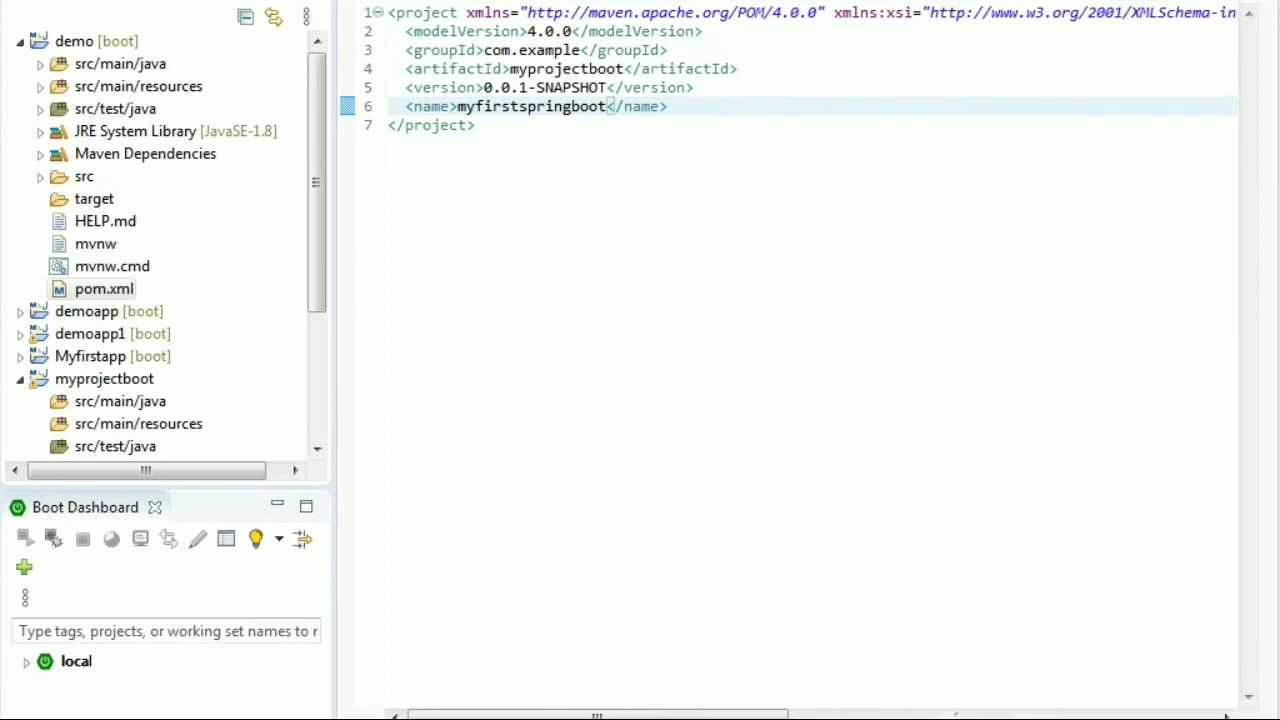 demo [boot]
src/main/java
src/main/resources
src/test/java
JRE System Library [JavaSE-1.8]
Maven Dependencies
src
target
HELP.md
mvnw
mvnw.cmd
pom.xml
demoapp [boot]
demoapp1 [boot]
Myfirstapp [boot]
myprojectboot
src/main/java
src/main/resources
src/test/java
Boot Dashboard
Type tags, projects, or working set names to r
local
1 <project xmlns="http://maven.apache.org/POM/4.0.0" xmlns:xsi="http://www.w3.org/2001/XMLSchema-in
2 <modelVersion>4.0.0</modelVersion>
3 <groupId>com.example</groupId>
4 <artifactId>myprojectboot</artifactId>
5 <version>0.0.1-SNAPSHOT</version>
6 <name>myfirstspringboot</name>
7 </project>